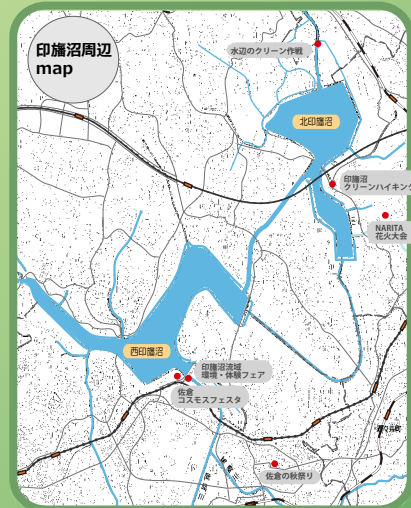 印旛沼周辺
map
水辺のクリーン作戦
北印旛沼
印旛沼
クリーンハイキング
NARITA
花火大会
西印旛沼
印旛沼流域
環境・体験フェア
佐倉
コスモスフェスタ
佐倉の秋祭り